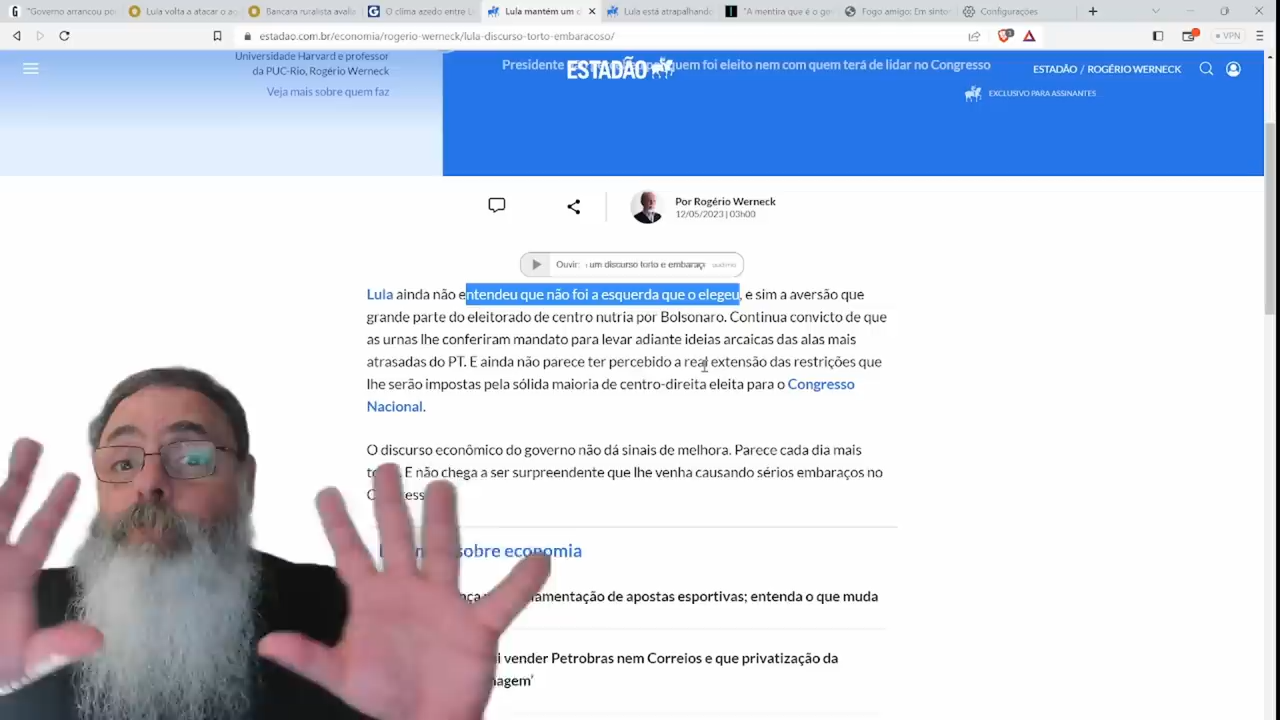 "Governo arrancou po
Lula volta a atacar o ag
Bancara ruralista avalia
O clima azedo entre L
Lula mantém um d
Lula está atrapalhando
"A mentira que é o go
Fogo amigo: Em sinto
Configurações
estadao.com.br/economia/rogerio-werneck/lula-discurso-torto-embaracoso/
VPN
Universidade Harvard e professor
da PUC-Rio, Rogério Werneck
Veja mais sobre quem faz
Presidente
quem foi eleito nem com quem terá de lidar no Congresso
ESTADÃO
ESTADÃO / ROGÉRIO WERNECK
EXCLUSIVO PARA ASSINANTES
Por Rogério Werneck
12/05/2023 | 03h00
Ouvir: um discurso torto e embaraç
Lula ainda não entendeu que não foi a esquerda que o elegeu, e sim a aversão que
grande parte do eleitorado de centro nutria por Bolsonaro. Continua convicto de que
as urnas lhe conferiram mandato para levar adiante ideias arcaicas das alas mais
atrasadas do PT. E ainda não parece ter percebido a real extensão das restrições que
lhe serão impostas pela sólida maioria de centro-direita eleita para o Congresso
Nacional.
O discurso econômico do governo não dá sinais de melhora. Parece cada dia mais
E não chega a ser surpreendente que lhe venha causando sérios embaraços no
sobre economia
amentação de apostas esportivas; entenda o que muda
i vender Petrobras nem Correios e que privatização da
nagem'